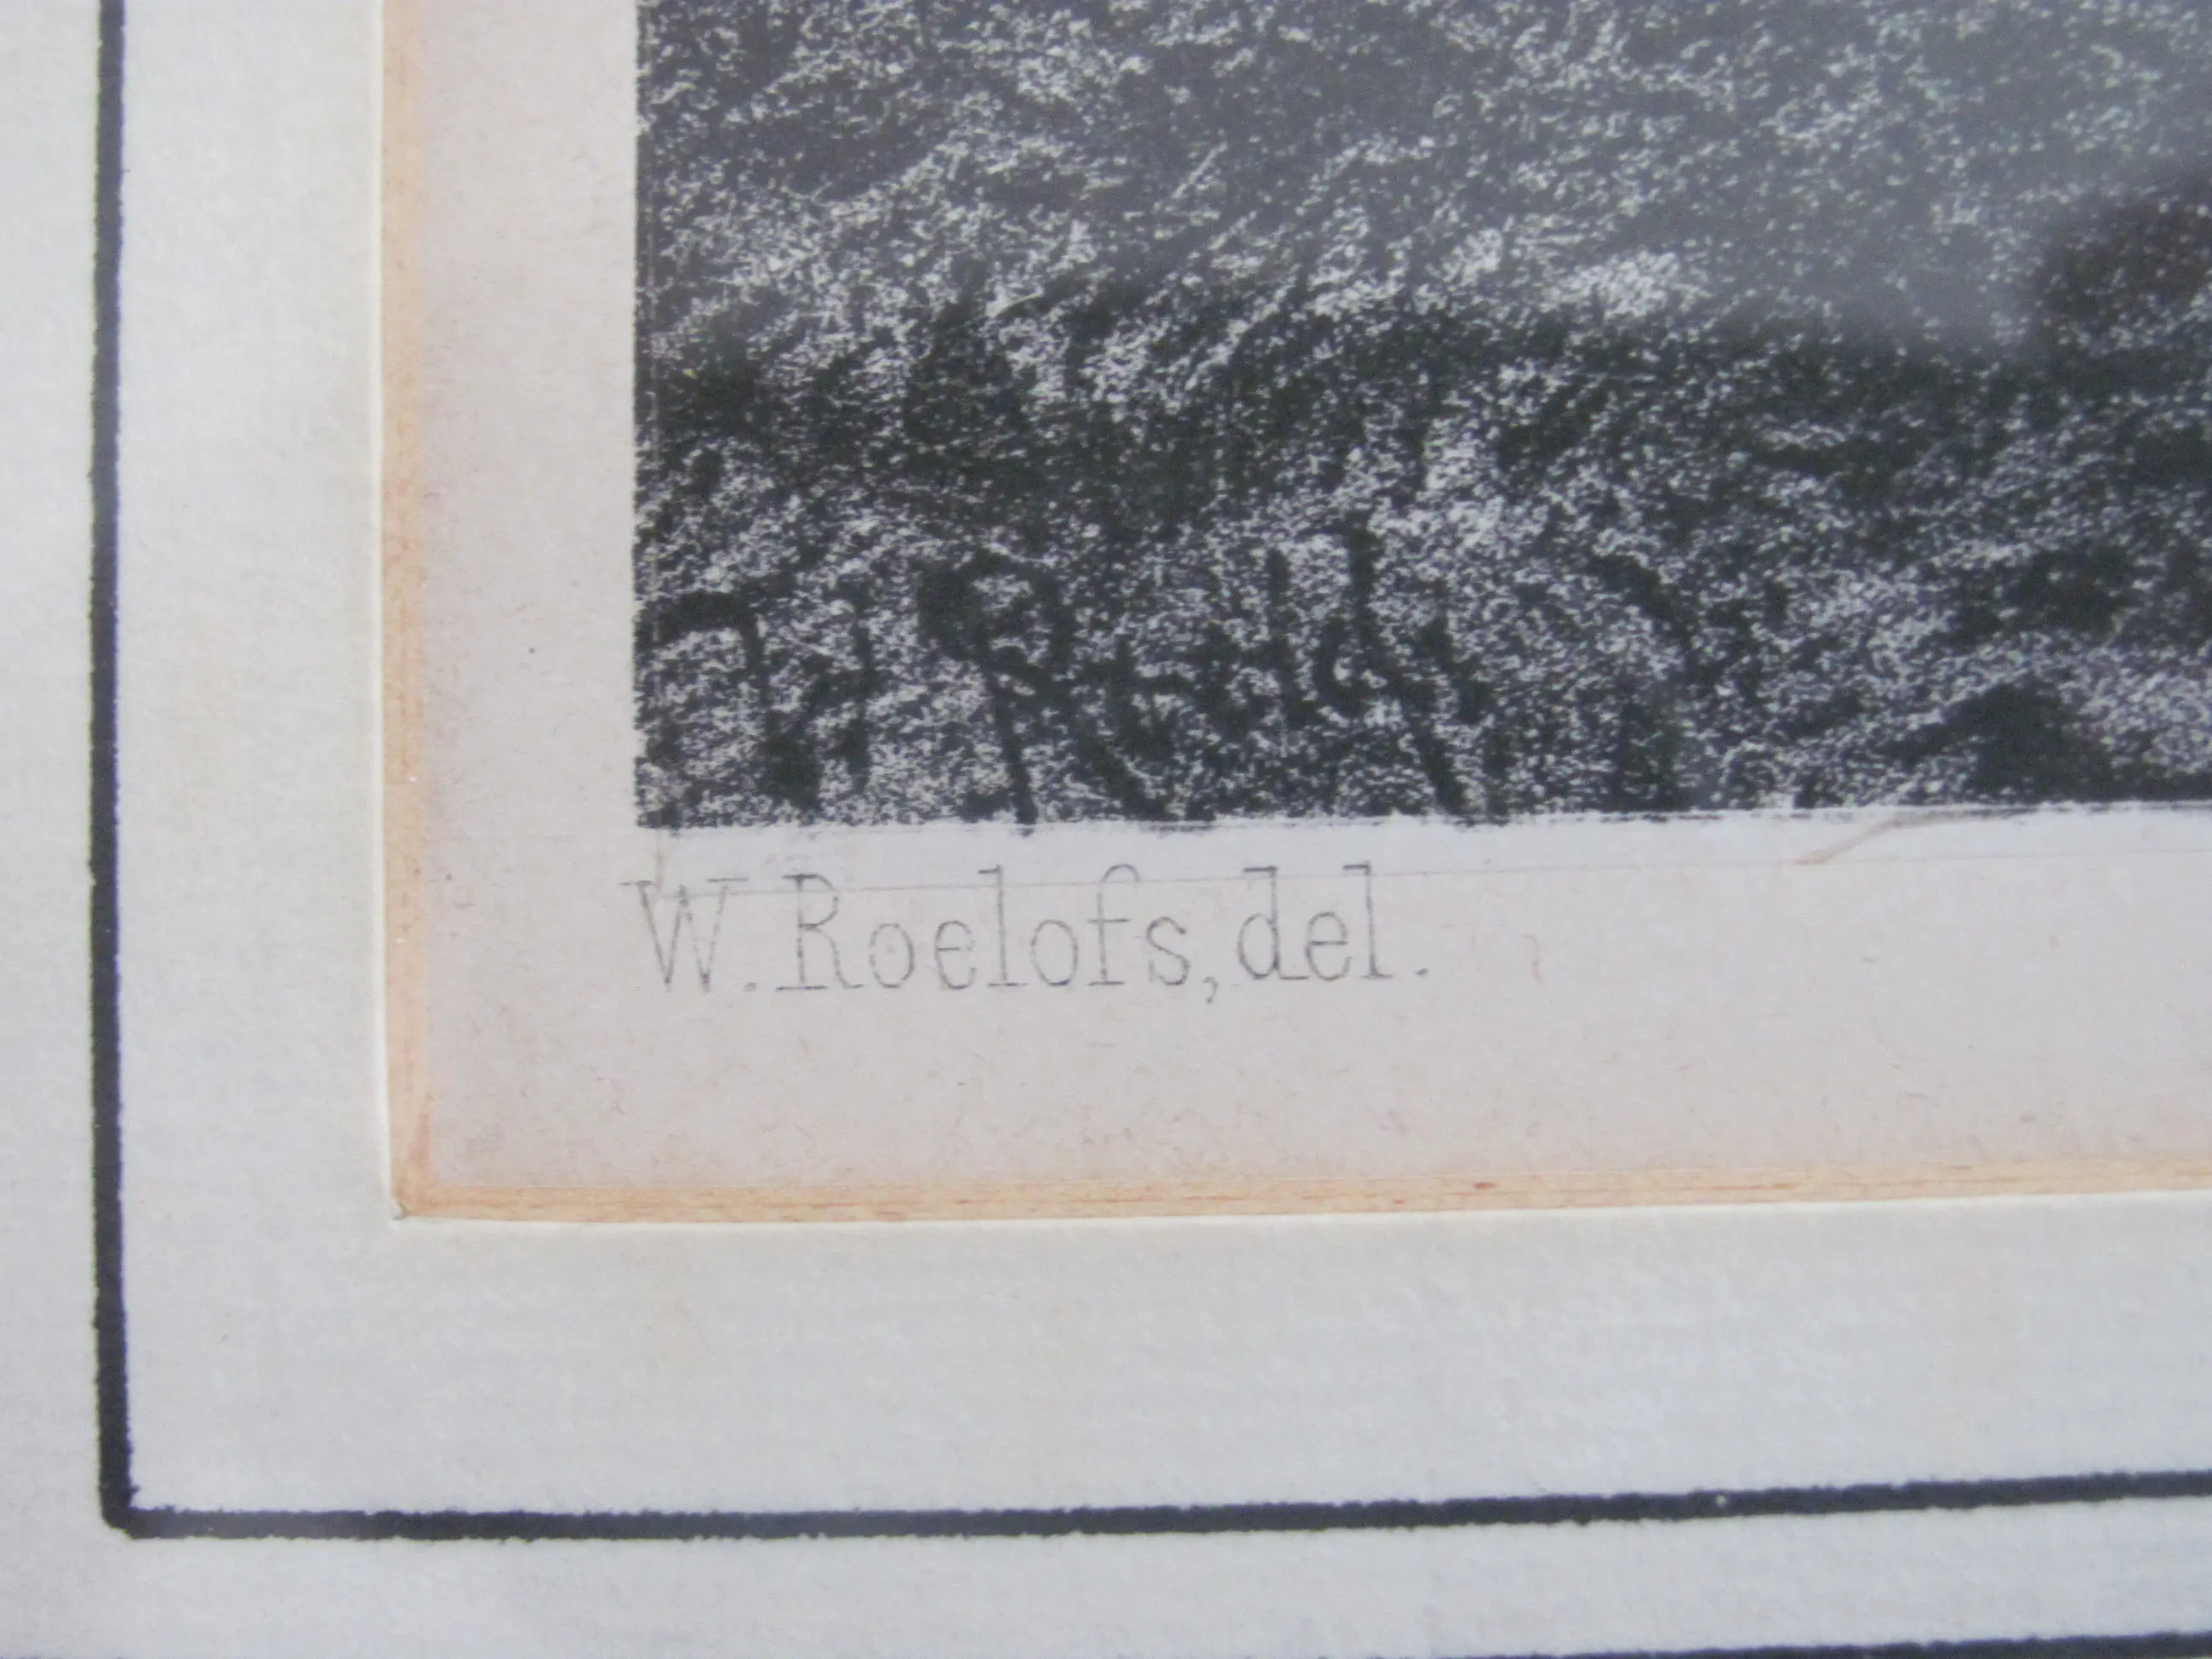 W. Roelofs, del.